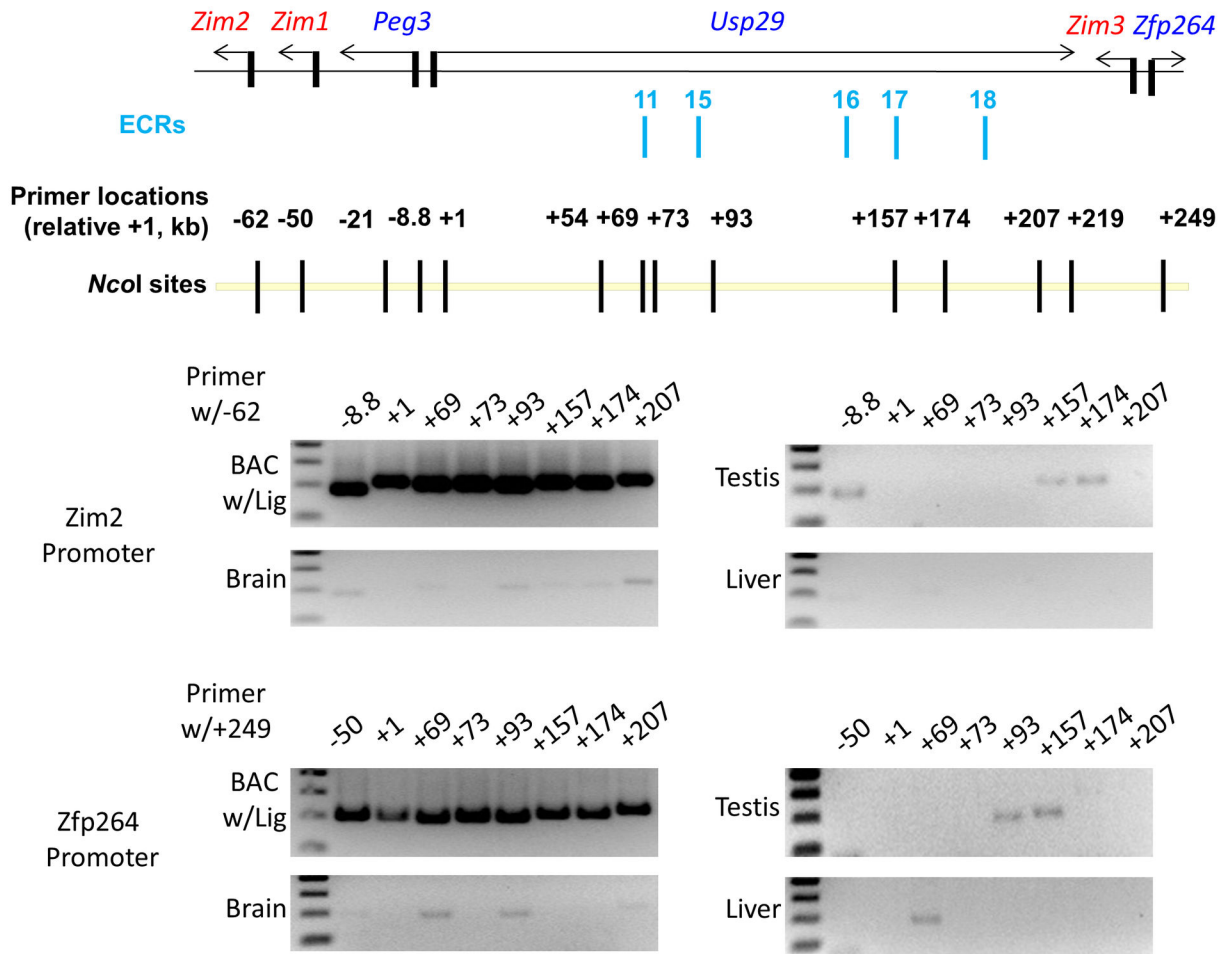 Zim2 Zim1 Peg3 Usp29 Zim3 Zfp264
11 15 16 17 18
ECRs
Primer locations
(relative +1, kb)
-62 -50 -21 -8.8 +1 +54 +69 +73 +93 +157 +174 +207 +219 +249
NcoI sites
Primer
w/-62
-8.8 +1 +69 +73 +93 +157 +174 +207
-8.8 +1 +69 +73 +93 +157 +174 +207
Zim2
Promoter
BAC
w/Lig
Testis
Brain
Liver
Primer
w/+249
-50 +1 +69 +73 +93 +157 +174 +207
-50 +1 +69 +73 +93 +157 +174 +207
Zfp264
Promoter
BAC
w/Lig
Testis
Brain
Liver